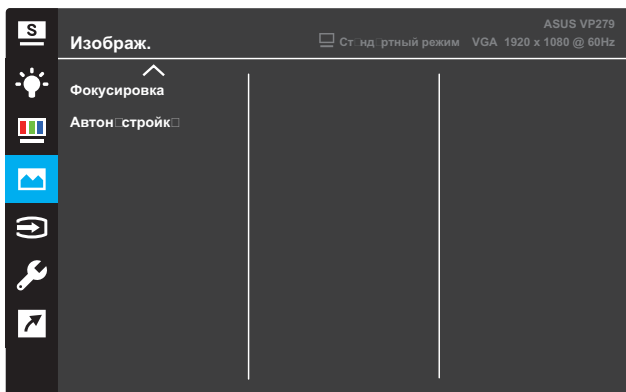 S
ASUS VP279
Изображ.
Ст□нд□ртный режим VGA 1920 x 1080 @ 60Hz
Фокусировка
Автон□стройк□